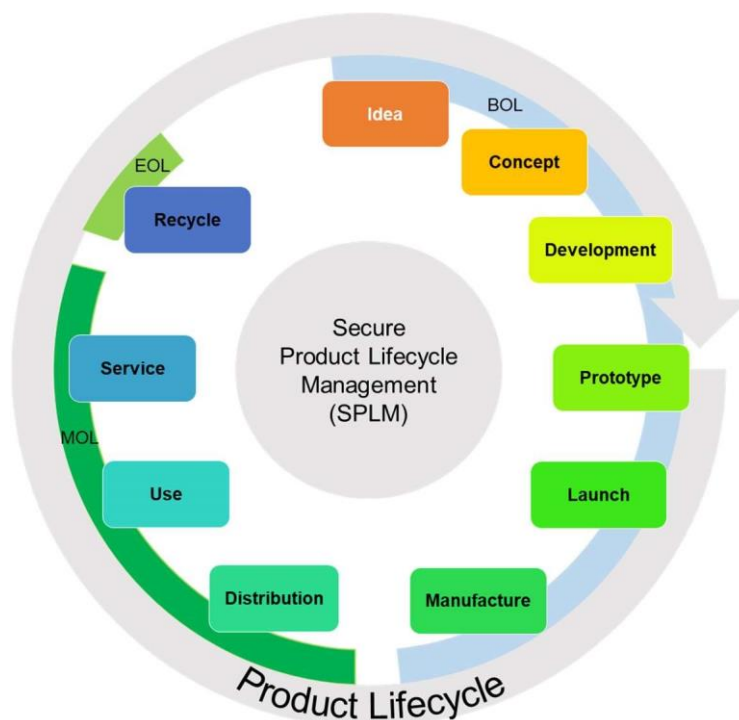 Idea
BOL
Concept
Development
Prototype
Launch
Manufacture
Distribution
Use
MOL
Service
Recycle
EOL
Secure
Product Lifecycle
Management
(SPLM)
Product Lifecycle